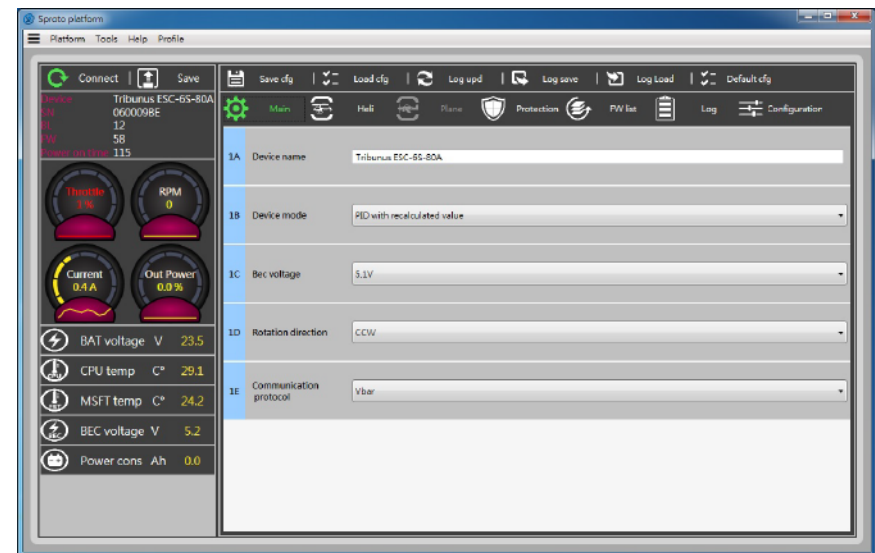 Sproto platform
Platform Tools Help Profile
Connect | Save
Save cfg | Load cfg | Log upd | Log save | Log Load | Default cfg
Device Tribunus ESC-6S-80A
SN 060009BE
BL 12
FW 58
Power on time 115
Main Heli Plane Protection FW list Log Configuration
Throttle
1 %
RPM
0
Current
0.4 A
Out Power
0.0 %
BAT voltage V 23.5
CPU temp C° 29.1
MSFT temp C° 24.2
BEC voltage V 5.2
Power cons Ah 0.0
1A Device name Tribunus ESC-6S-80A
1B Device mode PID with recalculated value
1C Bec voltage 5.1V
1D Rotation direction CCW
1E Communication protocol Vbar